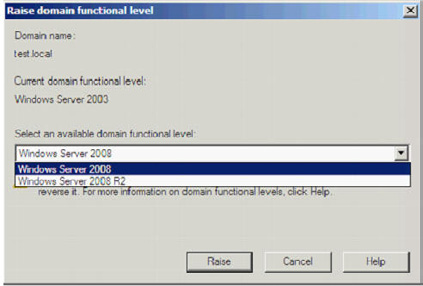 Raise domain functional level
Domain name:
test.local
Current domain functional level:
Windows Server 2003
Select an available domain functional level:
Windows Server 2008
Windows Server 2008
Windows Server 2008 R2
reverse it. For more information on domain functional levels, click Help.
Raise
Cancel
Help